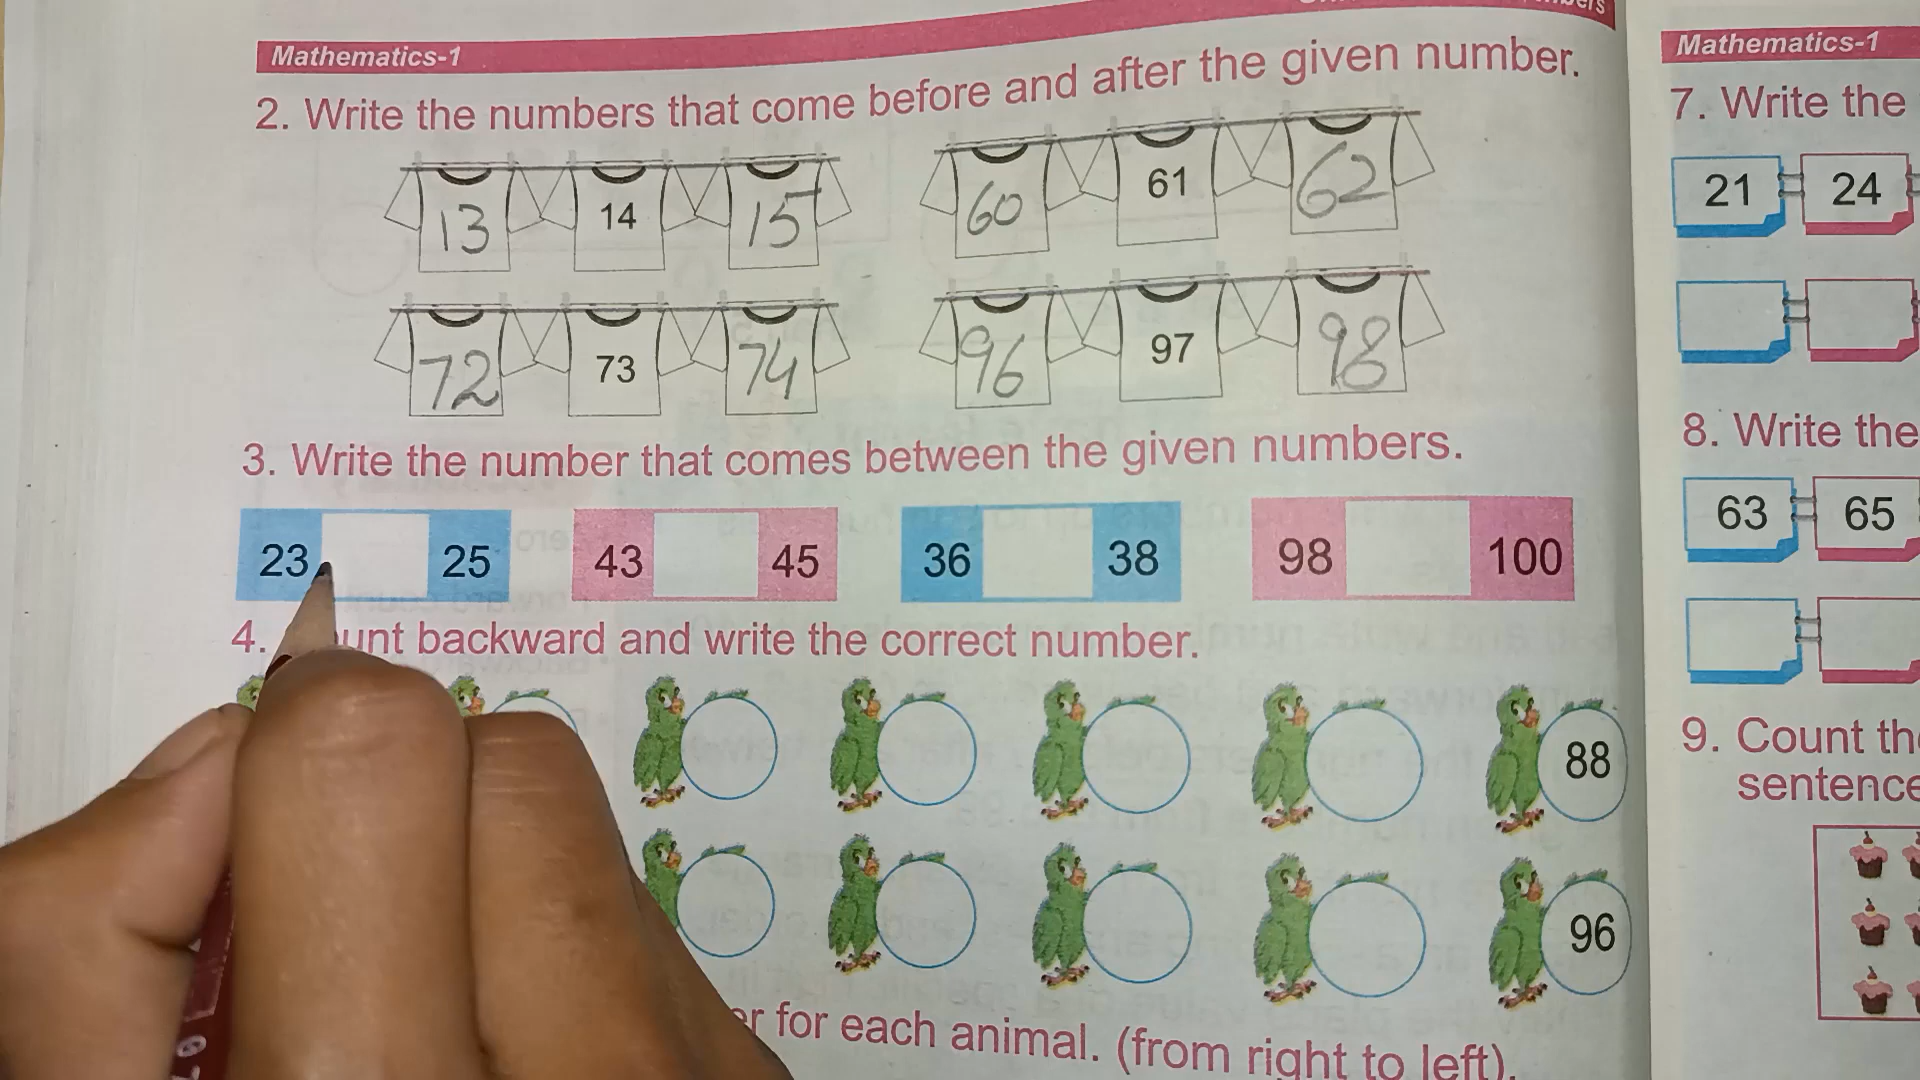 Mathematics-1
2. Write the numbers that come before and after the given number.
13 14 15 60 61 62
72 73 74 96 97 98
3. Write the number that comes between the given numbers.
23 25 43 45 36 38 98 100
4. unt backward and write the correct number.
88
96
for each animal. (from right to left).
Mathematics-1
7. Write the
21 24
8. Write the
63 65
9. Count th
sentence